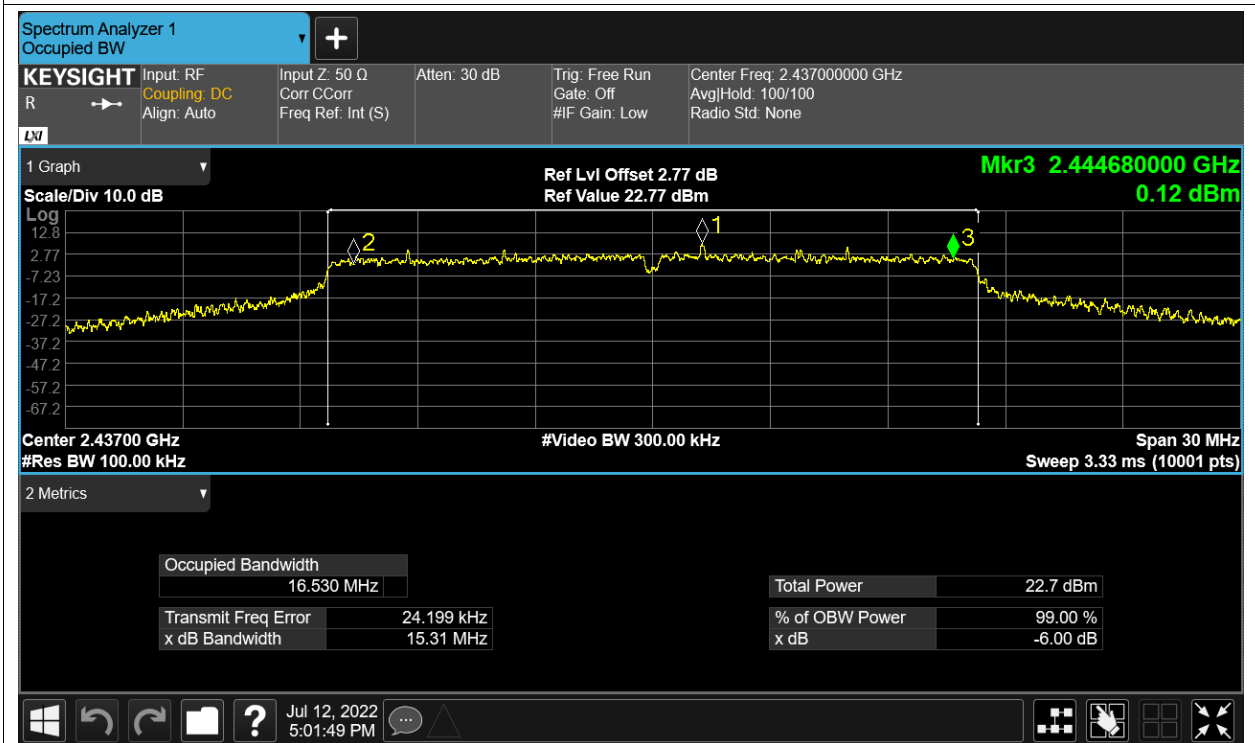 Spectrum Analyzer 1
Occupied BW
+
KEYSIGHT
R
LXI
Input: RF
Coupling: DC
Align: Auto
Input Z: 50 Ω
Corr CCorr
Freq Ref: Int (S)
Atten: 30 dB
Trig: Free Run
Gate: Off
#IF Gain: Low
Center Freq: 2.437000000 GHz
Avg|Hold: 100/100
Radio Std: None
1 Graph
Scale/Div 10.0 dB
Ref Lvl Offset 2.77 dB
Ref Value 22.77 dBm
Mkr3 2.444680000 GHz
0.12 dBm
Log
12.8
2.77
-7.23
-17.2
-27.2
-37.2
-47.2
-57.2
-67.2
2
1
3
Center 2.43700 GHz
#Video BW 300.00 kHz
Span 30 MHz
#Res BW 100.00 kHz
Sweep 3.33 ms (10001 pts)
2 Metrics
Occupied Bandwidth
16.530 MHz
Transmit Freq Error 24.199 kHz
x dB Bandwidth 15.31 MHz
Total Power 22.7 dBm
% of OBW Power 99.00 %
x dB -6.00 dB
?
Jul 12, 2022
5:01:49 PM